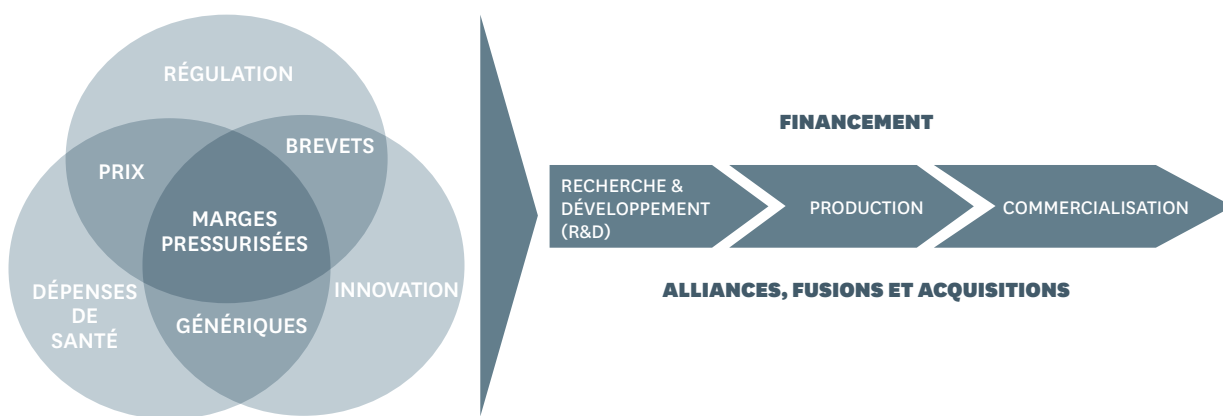 RÉGULATION
BREVETS
PRIX
MARGES
PRESSURISÉES
DÉPENSES
DE
SANTÉ
INNOVATION
GÉNÉRIQUES
FINANCEMENT
RECHERCHE &
DÉVELOPPEMENT
(R&D)
PRODUCTION
COMMERCIALISATION
ALLIANCES, FUSIONS ET ACQUISITIONS